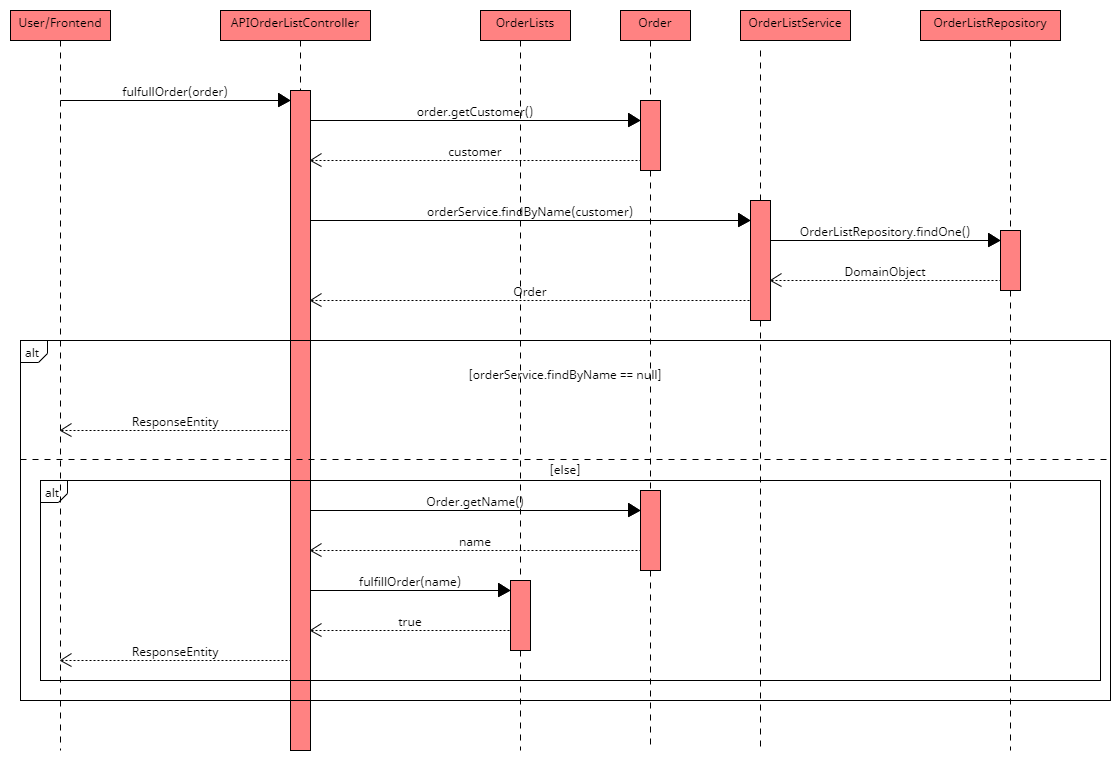 User/Frontend
APIOrderListController
OrderLists
Order
OrderListService
OrderListRepository
fulfullOrder(order)
order.getCustomer()
customer
orderService.findByName(customer)
OrderListRepository.findOne()
DomainObject
Order
alt
[orderService.findByName == null]
ResponseEntity
[else]
alt
Order.getName()
name
fulfillOrder(name)
true
ResponseEntity